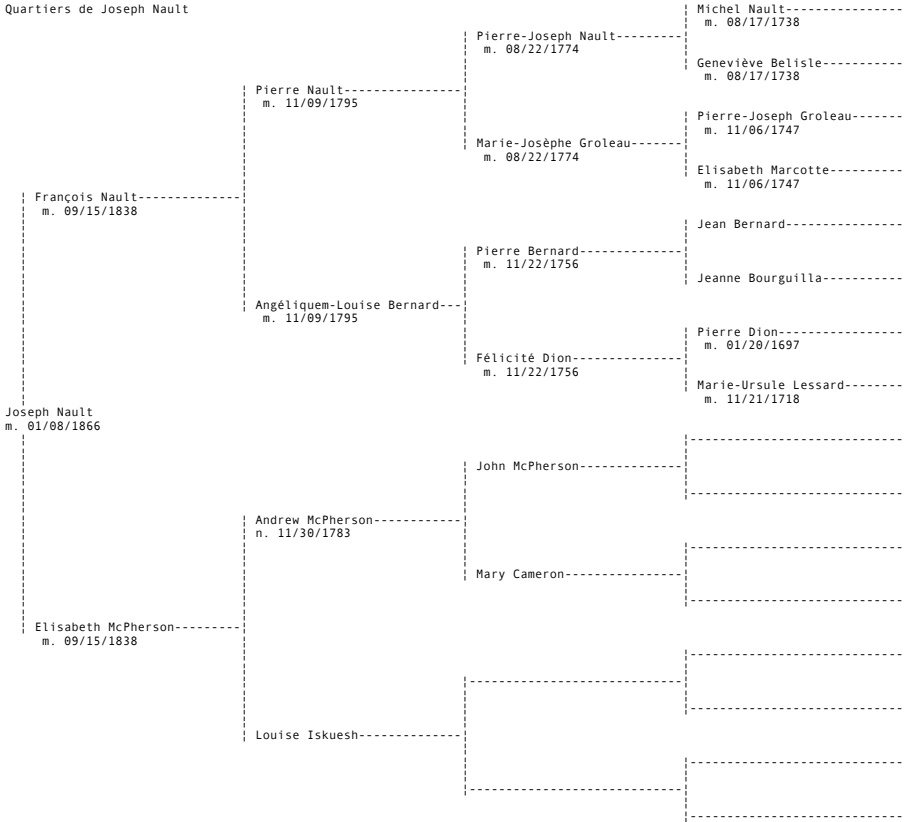 Quartiers de Joseph Nault
Michel Nault
m. 08/17/1738
Pierre-Joseph Nault
m. 08/22/1774
Geneviève Belisle
m. 08/17/1738
Pierre Nault
m. 11/09/1795
Pierre-Joseph Groleau
m. 11/06/1747
Marie-Josèphe Groleau
m. 08/22/1774
Elisabeth Marcotte
m. 11/06/1747
François Nault
m. 09/15/1838
Jean Bernard
Pierre Bernard
m. 11/22/1756
Jeanne Bourguilla
Angéliquem-Louise Bernard
m. 11/09/1795
Pierre Dion
m. 01/20/1697
Félicité Dion
m. 11/22/1756
Marie-Ursule Lessard
m. 11/21/1718
Joseph Nault
m. 01/08/1866
John McPherson
Andrew McPherson
n. 11/30/1783
Mary Cameron
Elisabeth McPherson
m. 09/15/1838
Louise Iskuesh